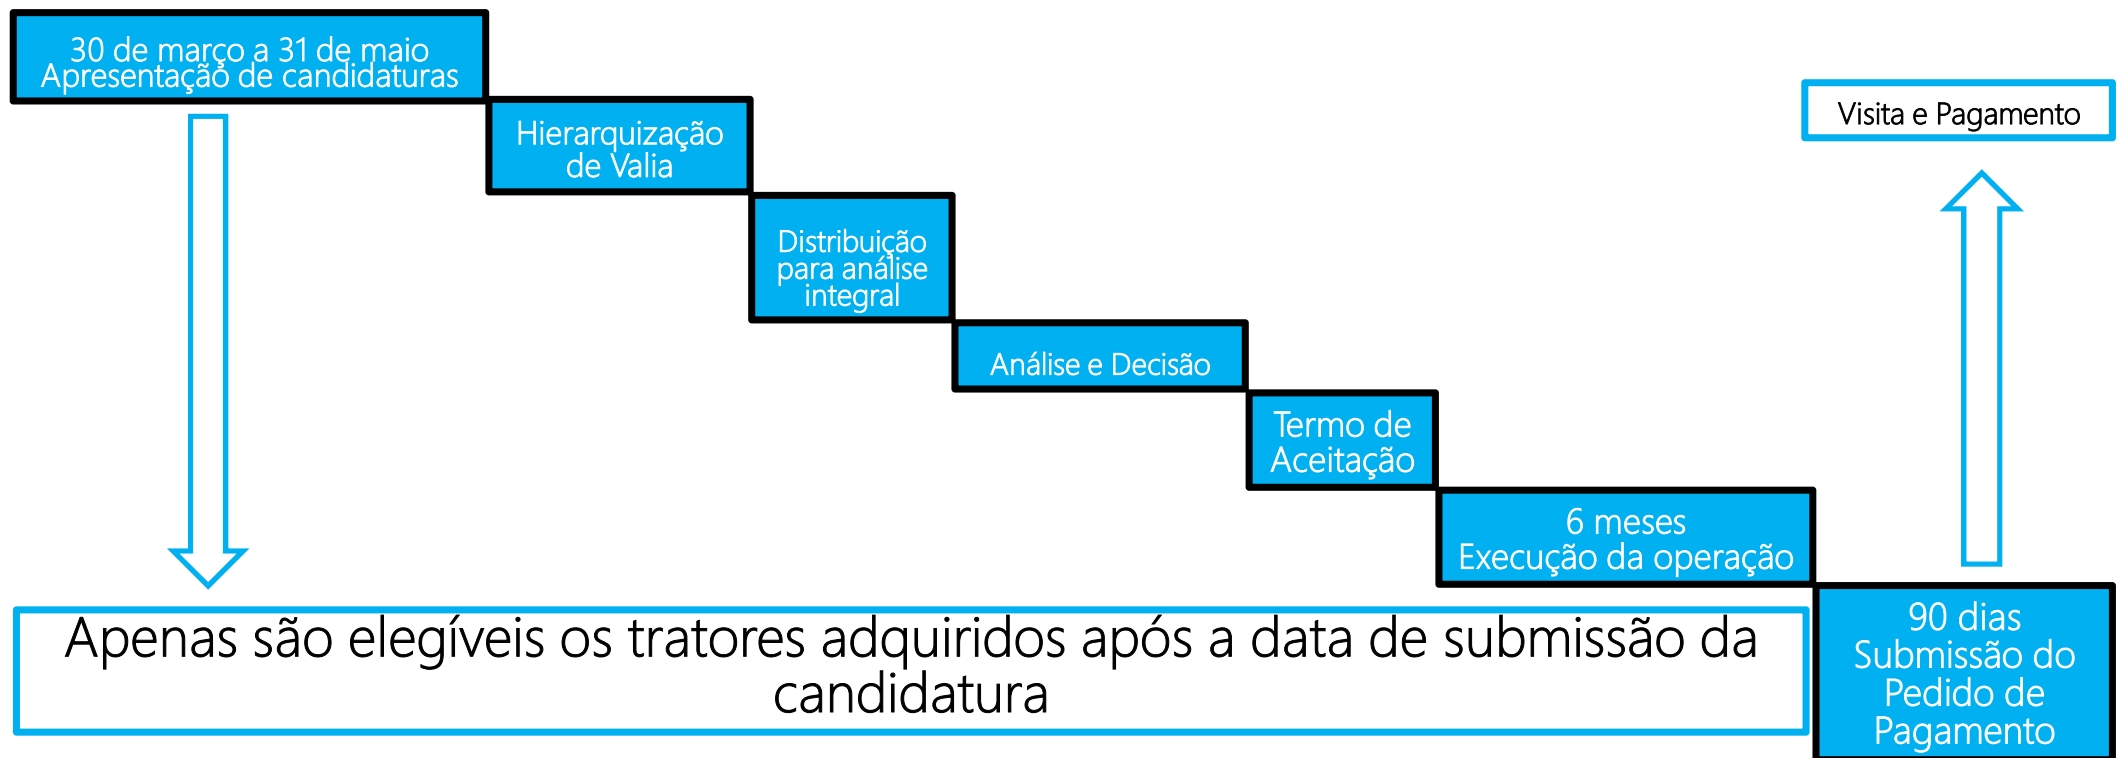 30 de março a 31 de maio
Apresentação de candidaturas
Hierarquização
de Valia
Distribuição
para análise
integral
Análise e Decisão
Termo de
Aceitação
6 meses
Execução da operação
90 dias
Submissão do
Pedido de
Pagamento
Visita e Pagamento
Apenas são elegíveis os tratores adquiridos após a data de submissão da
candidatura